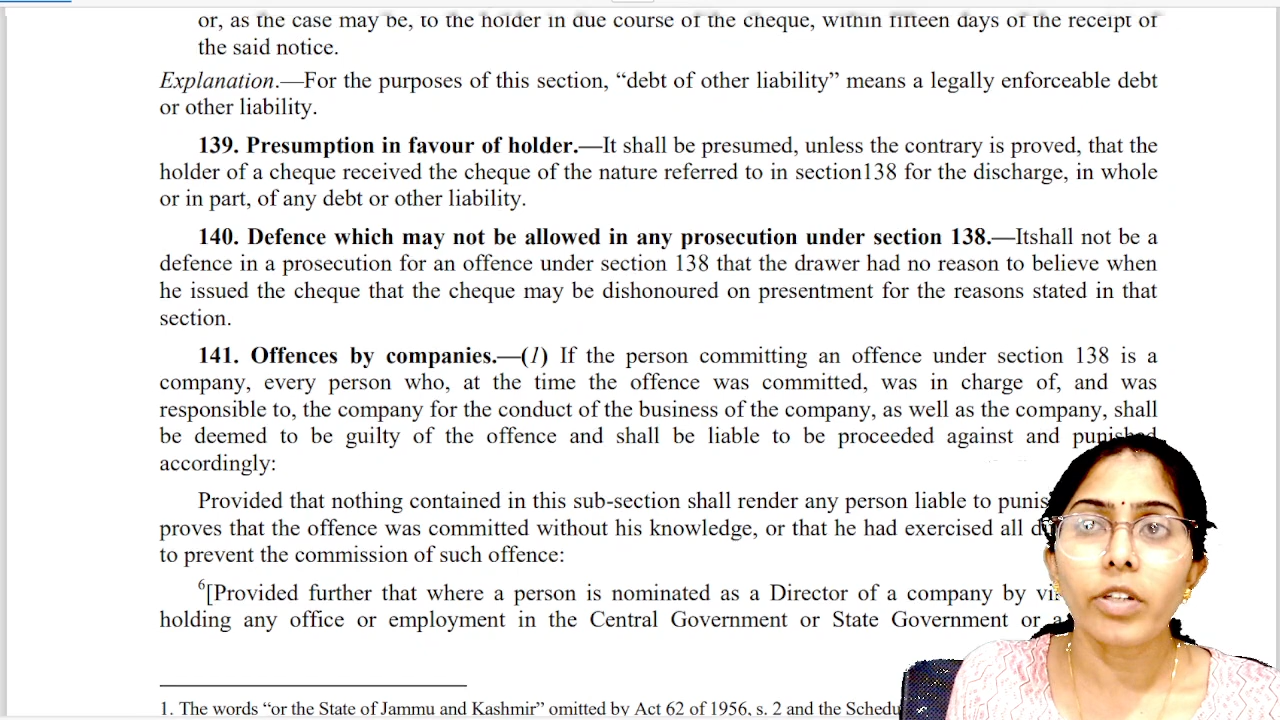 or, as the case may be, to the holder in due course of the cheque, within fifteen days of the receipt of
the said notice.
Explanation.—For the purposes of this section, “debt of other liability” means a legally enforceable debt
or other liability.
139. Presumption in favour of holder.—It shall be presumed, unless the contrary is proved, that the
holder of a cheque received the cheque of the nature referred to in section138 for the discharge, in whole
or in part, of any debt or other liability.
140. Defence which may not be allowed in any prosecution under section 138.—Itshall not be a
defence in a prosecution for an offence under section 138 that the drawer had no reason to believe when
he issued the cheque that the cheque may be dishonoured on presentment for the reasons stated in that
section.
141. Offences by companies.—(1) If the person committing an offence under section 138 is a
company, every person who, at the time the offence was committed, was in charge of, and was
responsible to, the company for the conduct of the business of the company, as well as the company, shall
be deemed to be guilty of the offence and shall be liable to be proceeded against and punished
accordingly:
Provided that nothing contained in this sub-section shall render any person liable to
proves that the offence was committed without his knowledge, or that he had exercised all
to prevent the commission of such offence:
6[Provided further that where a person is nominated as a Director of a company by
holding any office or employment in the Central Government or State Government or
1. The words “or the State of Jammu and Kashmir” omitted by Act 62 of 1956, s. 2 and the